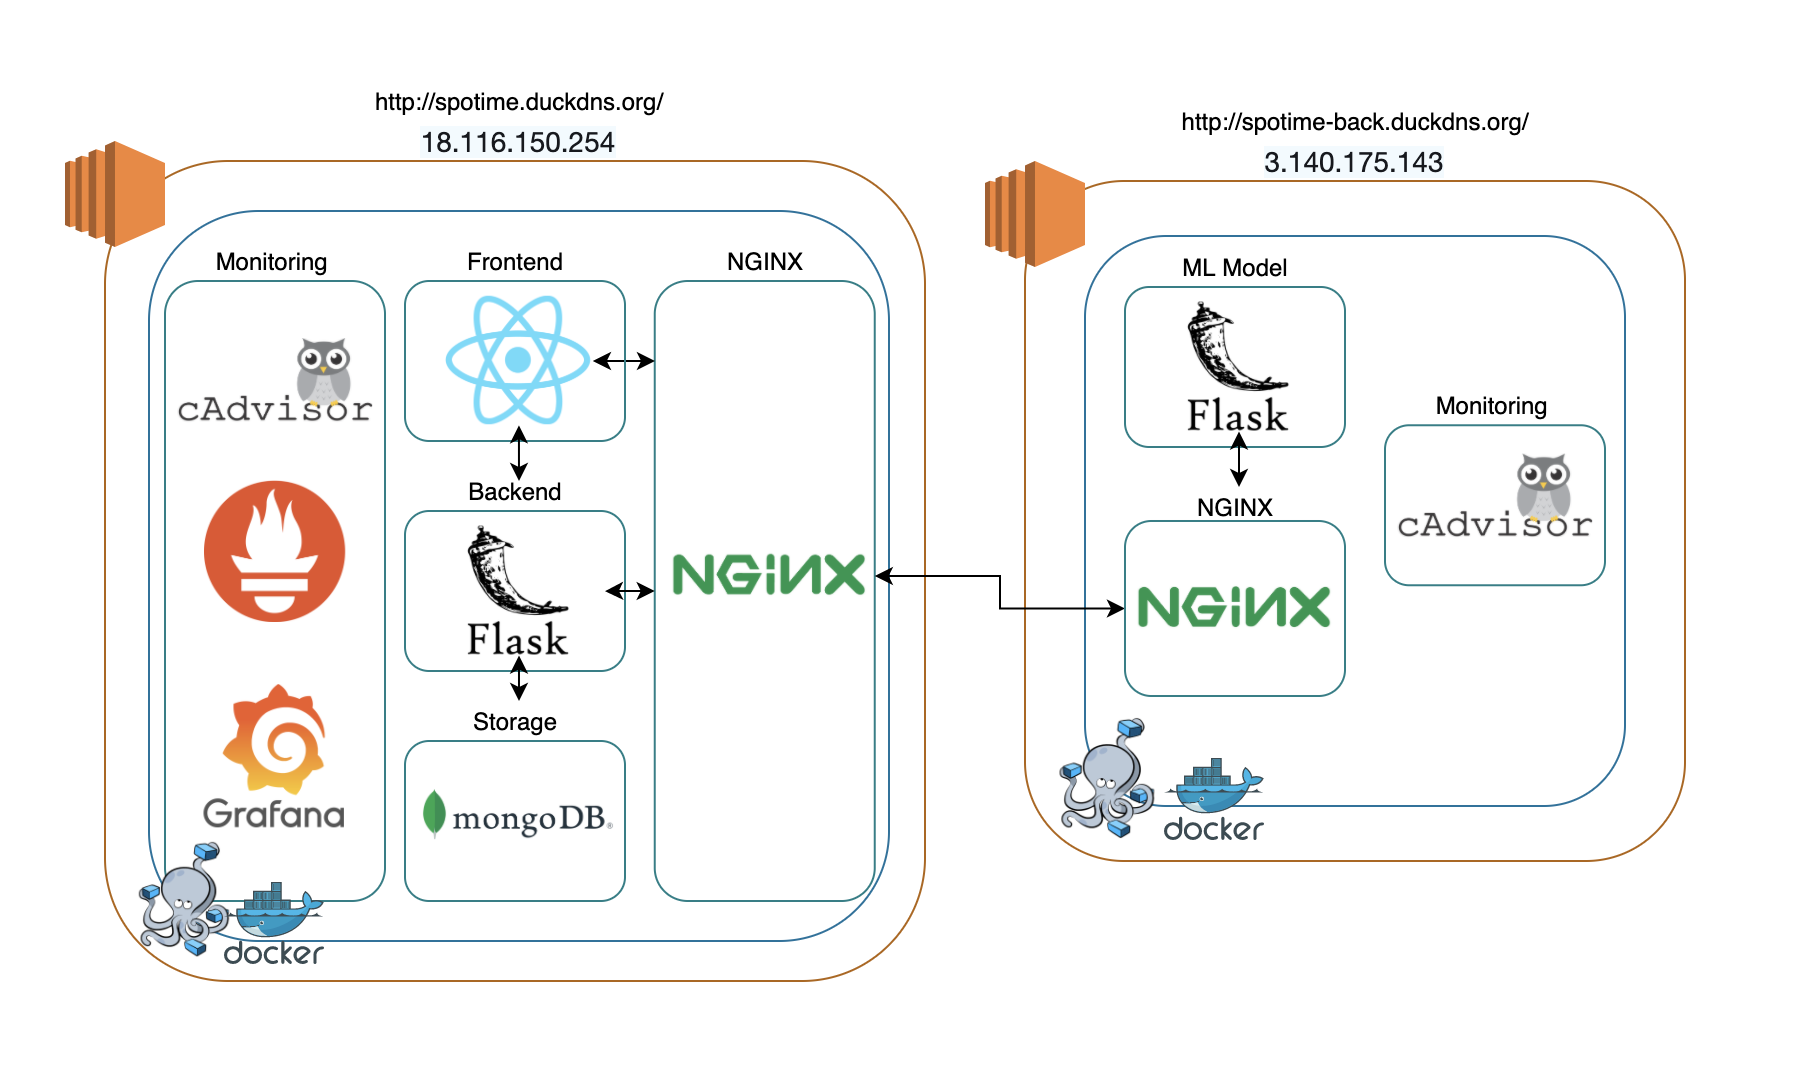 http://spotime.duckdns.org/
18.116.150.254
Monitoring
cAdvisor
Grafana
Frontend
Backend
Flask
Storage
mongoDB®
NGINX
NGINX
docker
http://spotime-back.duckdns.org/
3.140.175.143
ML Model
Flask
NGINX
NGINX
Monitoring
cAdvisor
docker